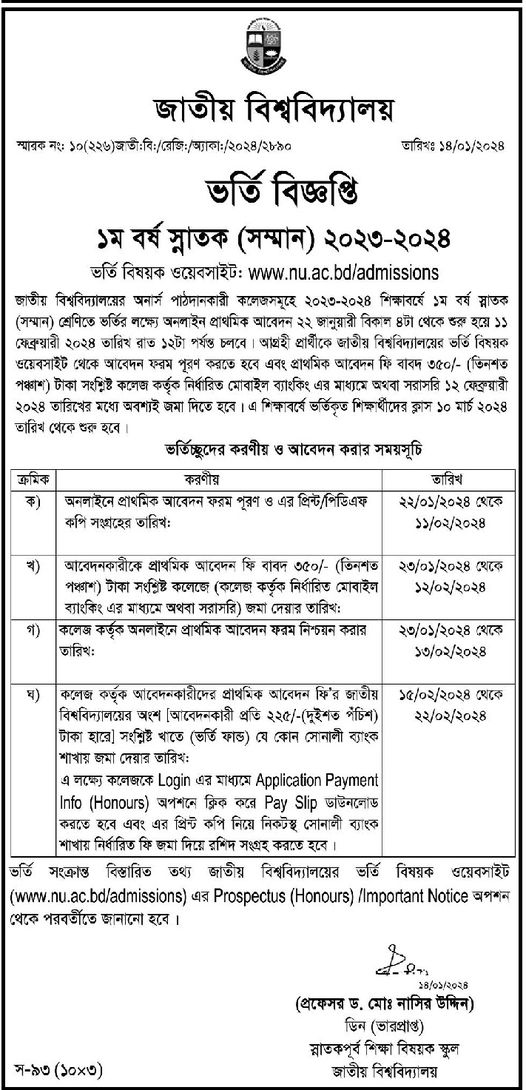 জাতীয় বিশ্ববিদ্যালয়
স্মারক নং: ১০(২২৬)জাতী:বি:/রেজি:/অ্যাকা:/২০২৪/২৮৯০ তারিখঃ ১৪/০১/২০২৪
ভর্তি বিজ্ঞপ্তি
১ম বর্ষ স্নাতক (সম্মান) ২০২৩-২০২৪
ভর্তি বিষয়ক ওয়েবসাইট: www.nu.ac.bd/admissions
জাতীয় বিশ্ববিদ্যালয়ের অনার্স পাঠদানকারী কলেজসমূহে ২০২৩-২০২৪ শিক্ষাবর্ষে ১ম বর্ষ স্নাতক
(সম্মান) শ্রেণিতে ভর্তির লক্ষ্যে অনলাইন প্রাথমিক আবেদন ২২ জানুয়ারী বিকাল ৪টা থেকে শুরু হয়ে ১১
ফেব্রুয়ারী ২০২৪ তারিখ রাত ১২টা পর্যন্ত চলবে। আগ্রহী প্রার্থীকে জাতীয় বিশ্ববিদ্যালয়ের ভর্তি বিষয়ক
ওয়েবসাইট থেকে আবেদন ফরম পূরণ করতে হবে এবং প্রাথমিক আবেদন ফি বাবদ ৩৫০/- (তিনশত
পঞ্চাশ) টাকা সংশ্লিষ্ট কলেজ কর্তৃক নির্ধারিত মোবাইল ব্যাংকিং এর মাধ্যমে অথবা সরাসরি ১২ ফেব্রুয়ারী
২০২৪ তারিখের মধ্যে অবশ্যই জমা দিতে হবে। এ শিক্ষাবর্ষে ভর্তিকৃত শিক্ষার্থীদের ক্লাস ১০ মার্চ ২০২৪
তারিখ থেকে শুরু হবে।
ভর্তিচ্ছুদের করণীয় ও আবেদন করার সময়সূচি
ক্রমিক করণীয় তারিখ
ক) অনলাইনে প্রাথমিক আবেদন ফরম পূরণ ও এর প্রিন্ট/পিডিএফ ২২/০১/২০২৪ থেকে
কপি সংগ্রহের তারিখ: ১১/০২/২০২৪
খ) আবেদনকারীকে প্রাথমিক আবেদন ফি বাবদ ৩৫০/- (তিনশত ২৩/০১/২০২৪ থেকে
পঞ্চাশ) টাকা সংশ্লিষ্ট কলেজে (কলেজ কর্তৃক নির্ধারিত মোবাইল ১২/০২/২০২৪
ব্যাংকিং এর মাধ্যমে অথবা সরাসরি) জমা দেয়ার তারিখ:
গ) কলেজ কর্তৃক অনলাইনে প্রাথমিক আবেদন ফরম নিশ্চয়ন করার ২৩/০১/২০২৪ থেকে
তারিখ: ১৩/০২/২০২৪
ঘ) কলেজ কর্তৃক আবেদনকারীদের প্রাথমিক আবেদন ফি'র জাতীয় ১৫/০২/২০২৪ থেকে
বিশ্ববিদ্যালয়ের অংশ [আবেদনকারী প্রতি ২২৫/-(দুইশত পঁচিশ) ২২/০২/২০২৪
টাকা হারে] সংশ্লিষ্ট খাতে (ভর্তি ফান্ড) যে কোন সোনালী ব্যাংক
শাখায় জমা দেয়ার তারিখ:
এ লক্ষ্যে কলেজকে Login এর মাধ্যমে Application Payment
Info (Honours) অপশনে ক্লিক করে Pay Slip ডাউনলোড
করতে হবে এবং এর প্রিন্ট কপি নিয়ে নিকটস্থ সোনালী ব্যাংক
শাখায় নির্ধারিত ফি জমা দিয়ে রশিদ সংগ্রহ করতে হবে।
ভর্তি সংক্রান্ত বিস্তারিত তথ্য জাতীয় বিশ্ববিদ্যালয়ের ভর্তি বিষয়ক ওয়েবসাইট
(www.nu.ac.bd/admissions) এর Prospectus (Honours) /Important Notice অপশন
থেকে পরবর্তীতে জানানো হবে।
১৪/০১/২০২৪
(প্রফেসর ড. মোঃ নাসির উদ্দিন)
ডিন (ভারপ্রাপ্ত)
স্নাতকপূর্ব শিক্ষা বিষয়ক স্কুল
স-৯৩ (১০×৩) জাতীয় বিশ্ববিদ্যালয়